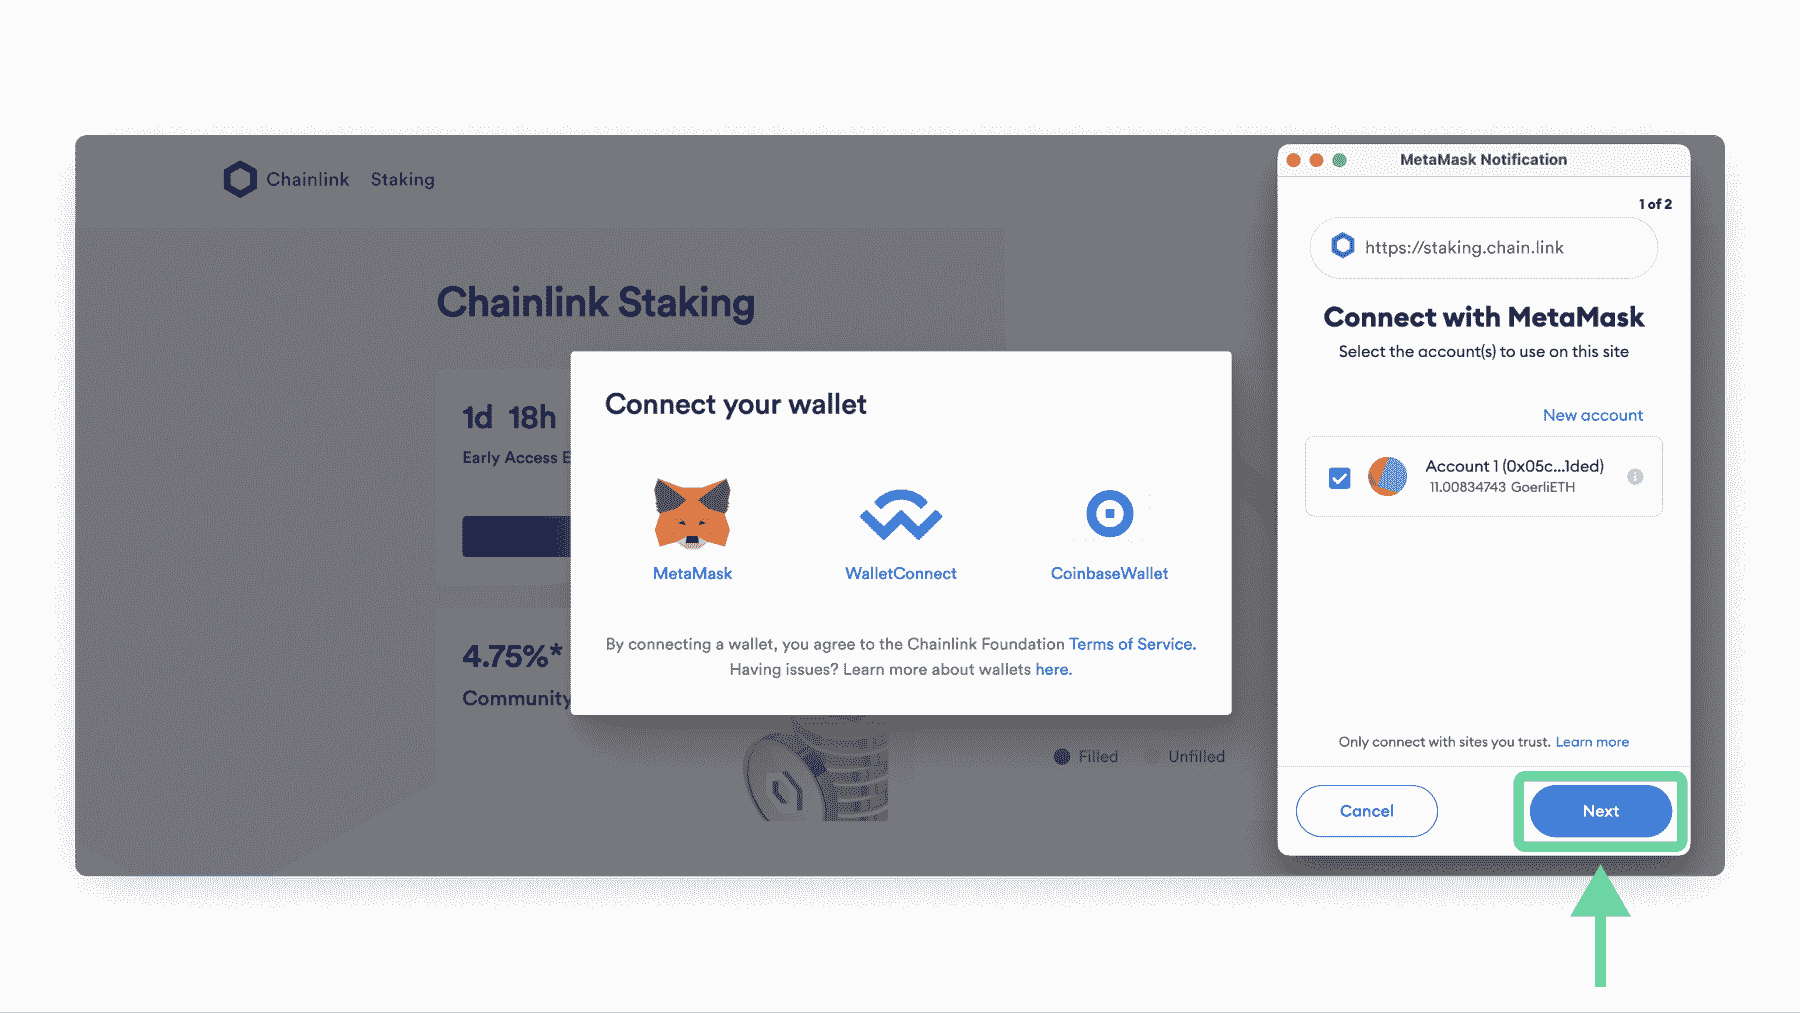 Chainlink Staking
Chainlink Staking
1d 18h
Early Access
4.75%*
Community
Filled Unfilled
Connect your wallet
MetaMask WalletConnect CoinbaseWallet
By connecting a wallet, you agree to the Chainlink Foundation Terms of Service.
Having issues? Learn more about wallets here.
MetaMask Notification
1 of 2
https://staking.chain.link
Connect with MetaMask
Select the account(s) to use on this site
New account
Account 1 (0x05c...1ded)
11.00834743 GoerliETH
Only connect with sites you trust. Learn more
Cancel Next